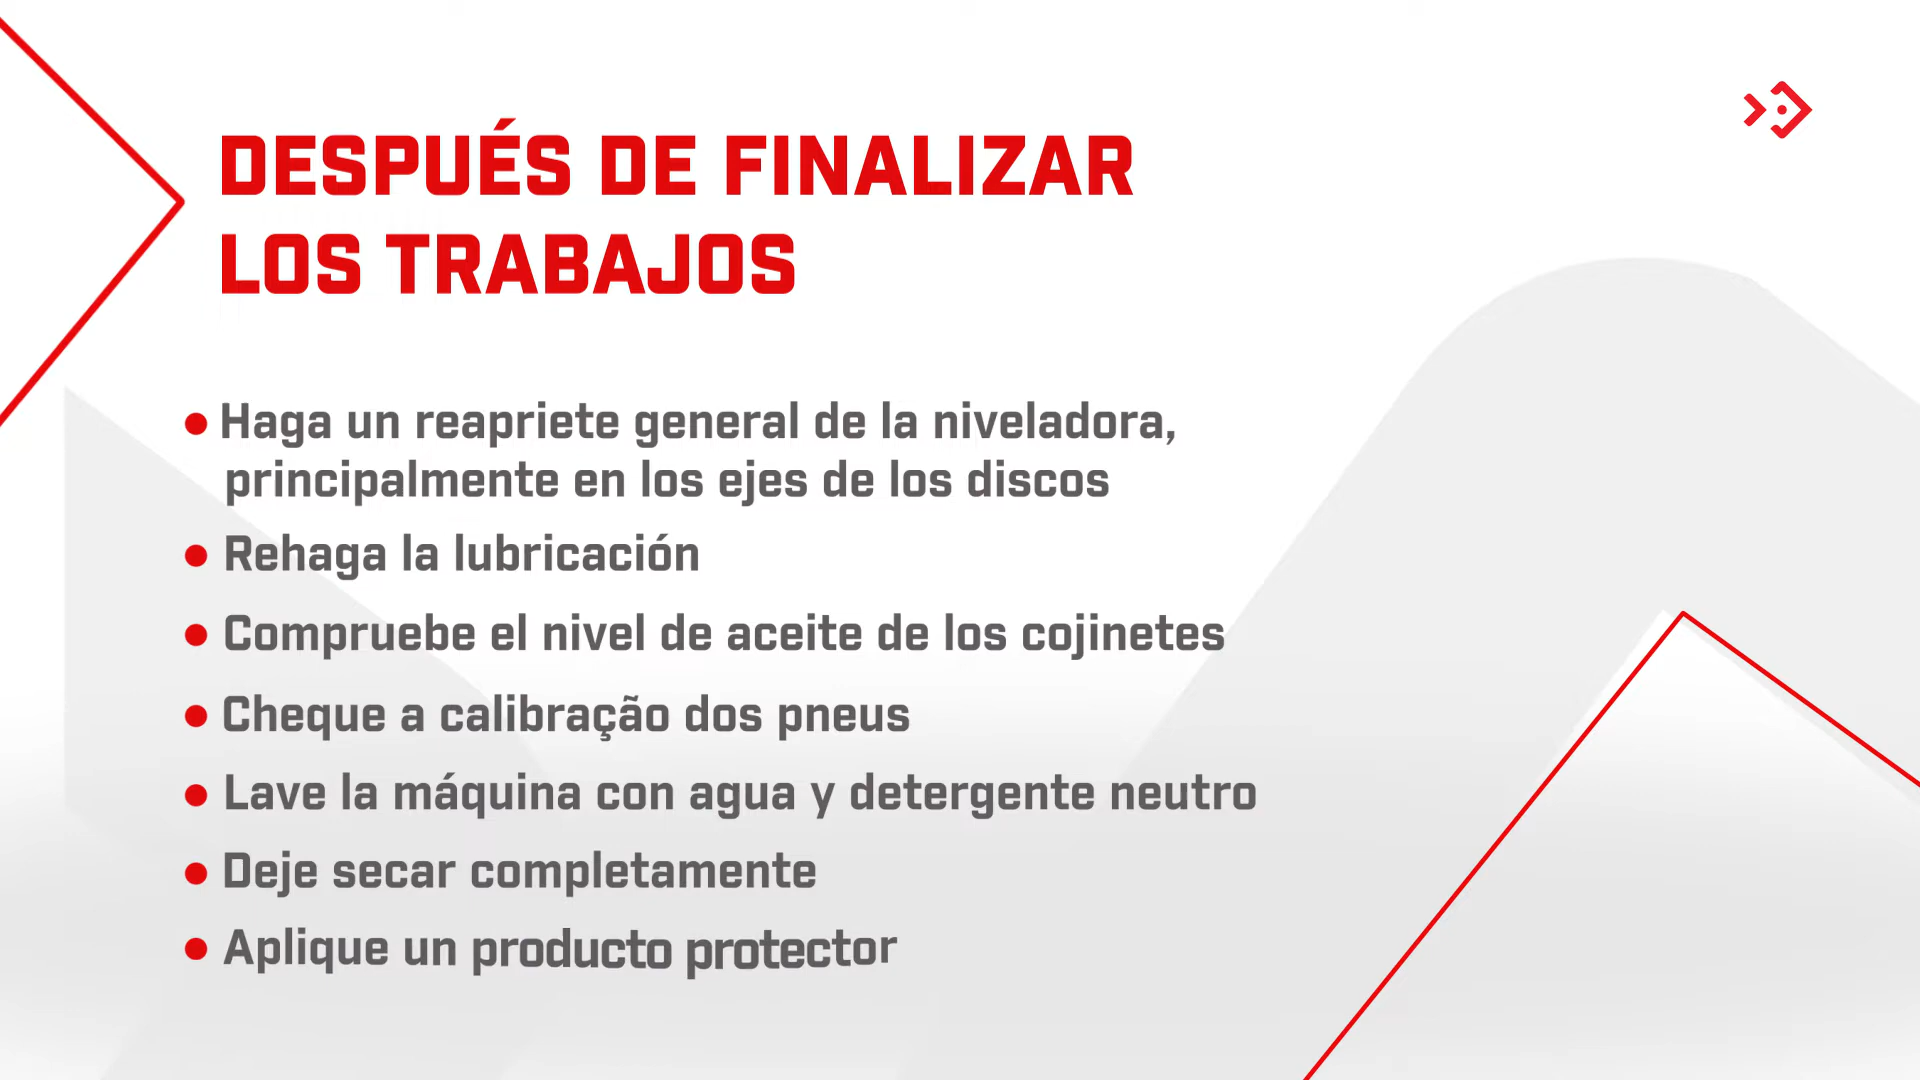 DESPUÉS DE FINALIZAR
LOS TRABAJOS
• Haga un reapriete general de la niveladora,
principalmente en los ejes de los discos
• Rehaga la lubricación
• Compruebe el nivel de aceite de los cojinetes
• Cheque a calibração dos pneus
• Lave la máquina con agua y detergente neutro
• Deje secar completamente
• Aplique un producto protector